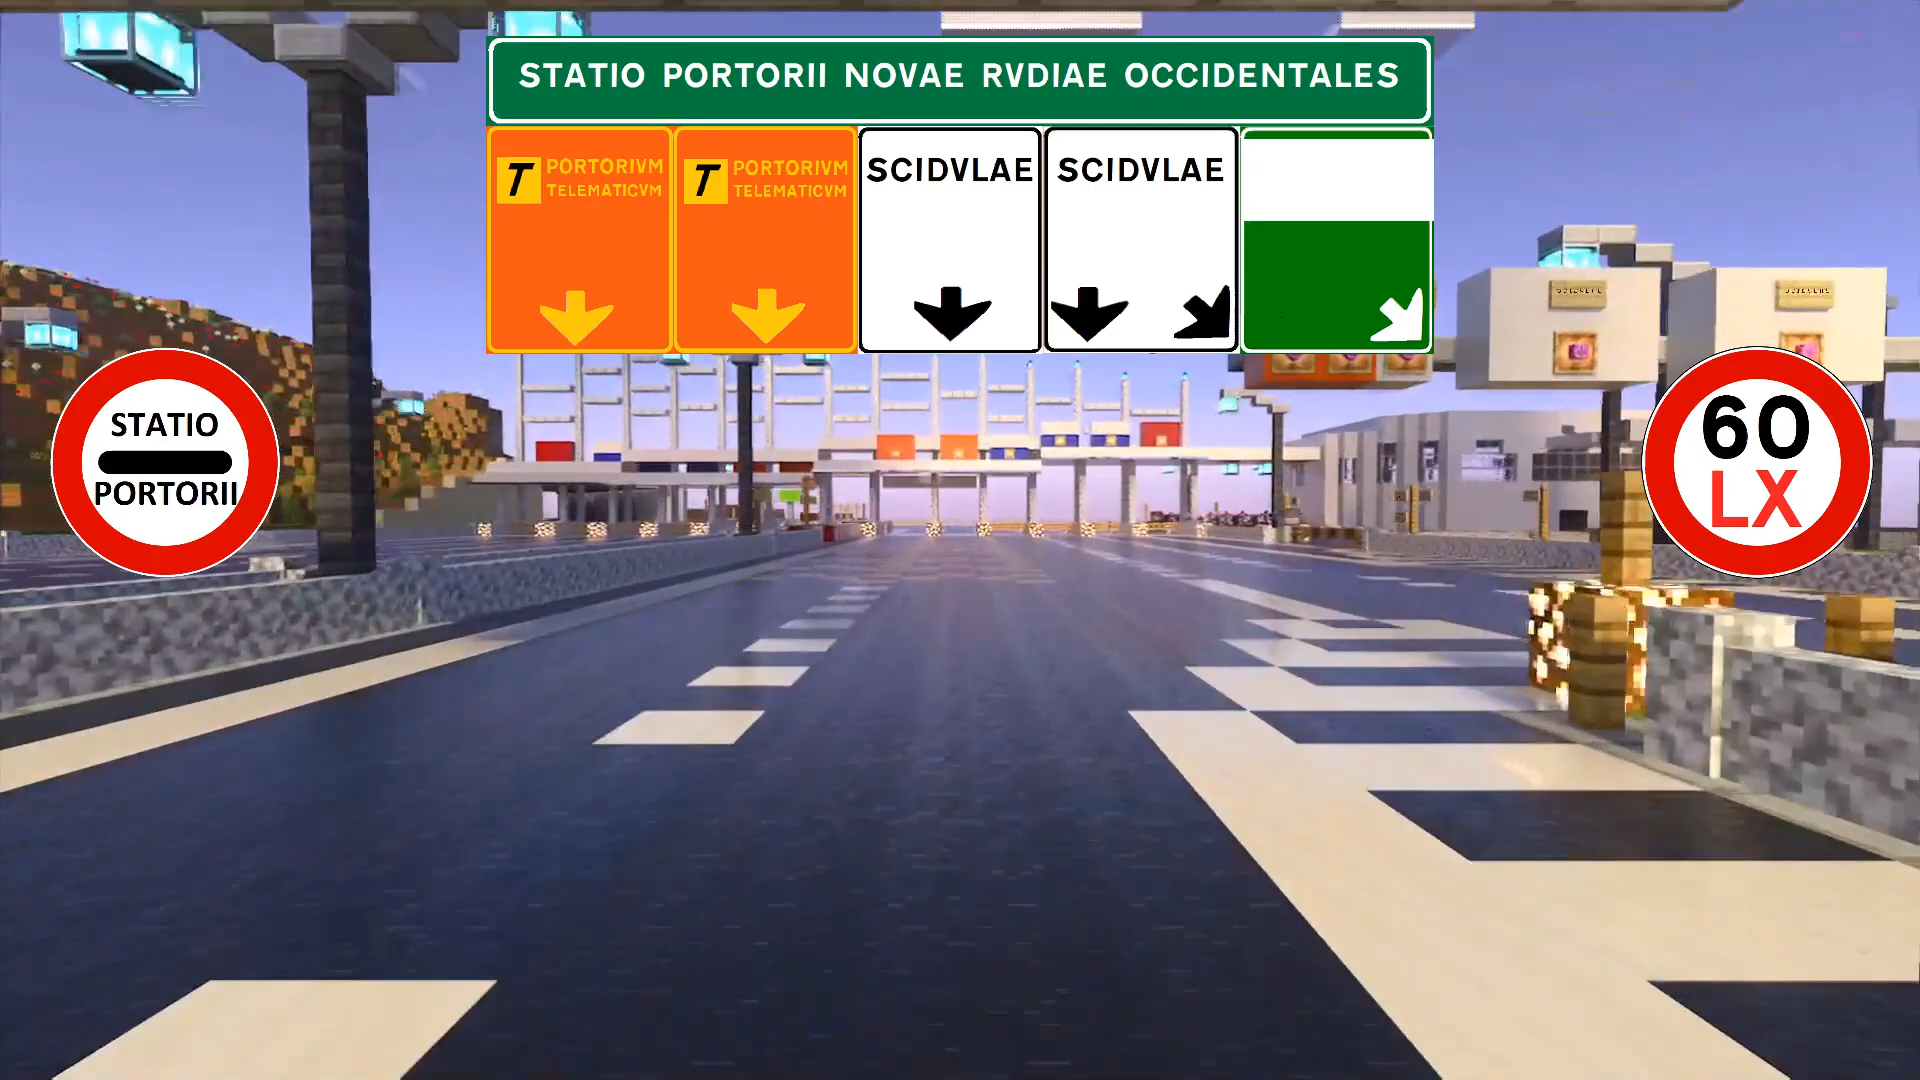 STATIO PORTORII NOVAE RVDIAE OCCIDENTALES
T PORTORIVM
TELEMATICVM
T PORTORIVM
TELEMATICVM
SCIDVLAE
SCIDVLAE
STATIO
PORTORII
60
LX